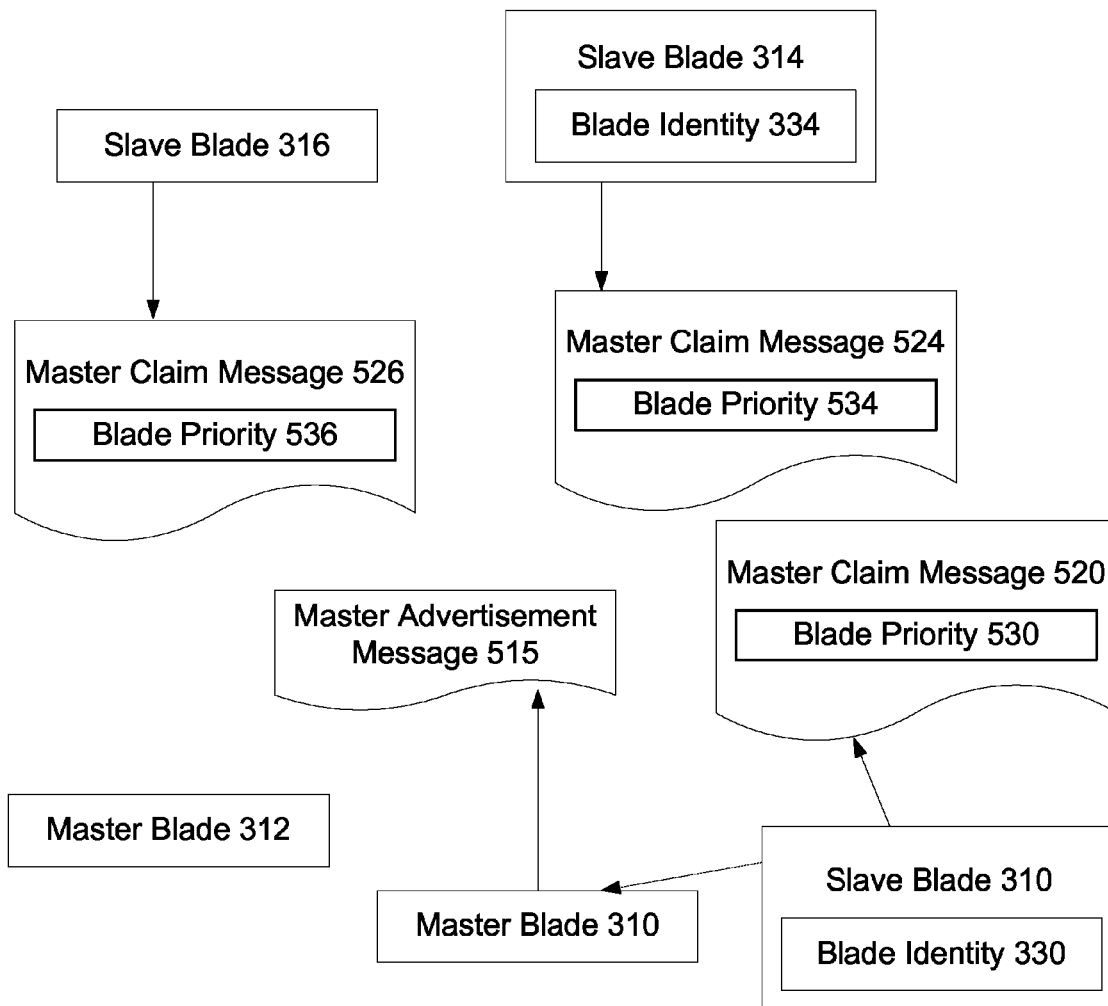 Slave Blade 314
Blade Identity 334
Slave Blade 316
Master Claim Message 524
Blade Priority 534
Master Claim Message 526
Blade Priority 536
Master Claim Message 520
Blade Priority 530
Master Advertisement
Message 515
Master Blade 312
Slave Blade 310
Blade Identity 330
Master Blade 310